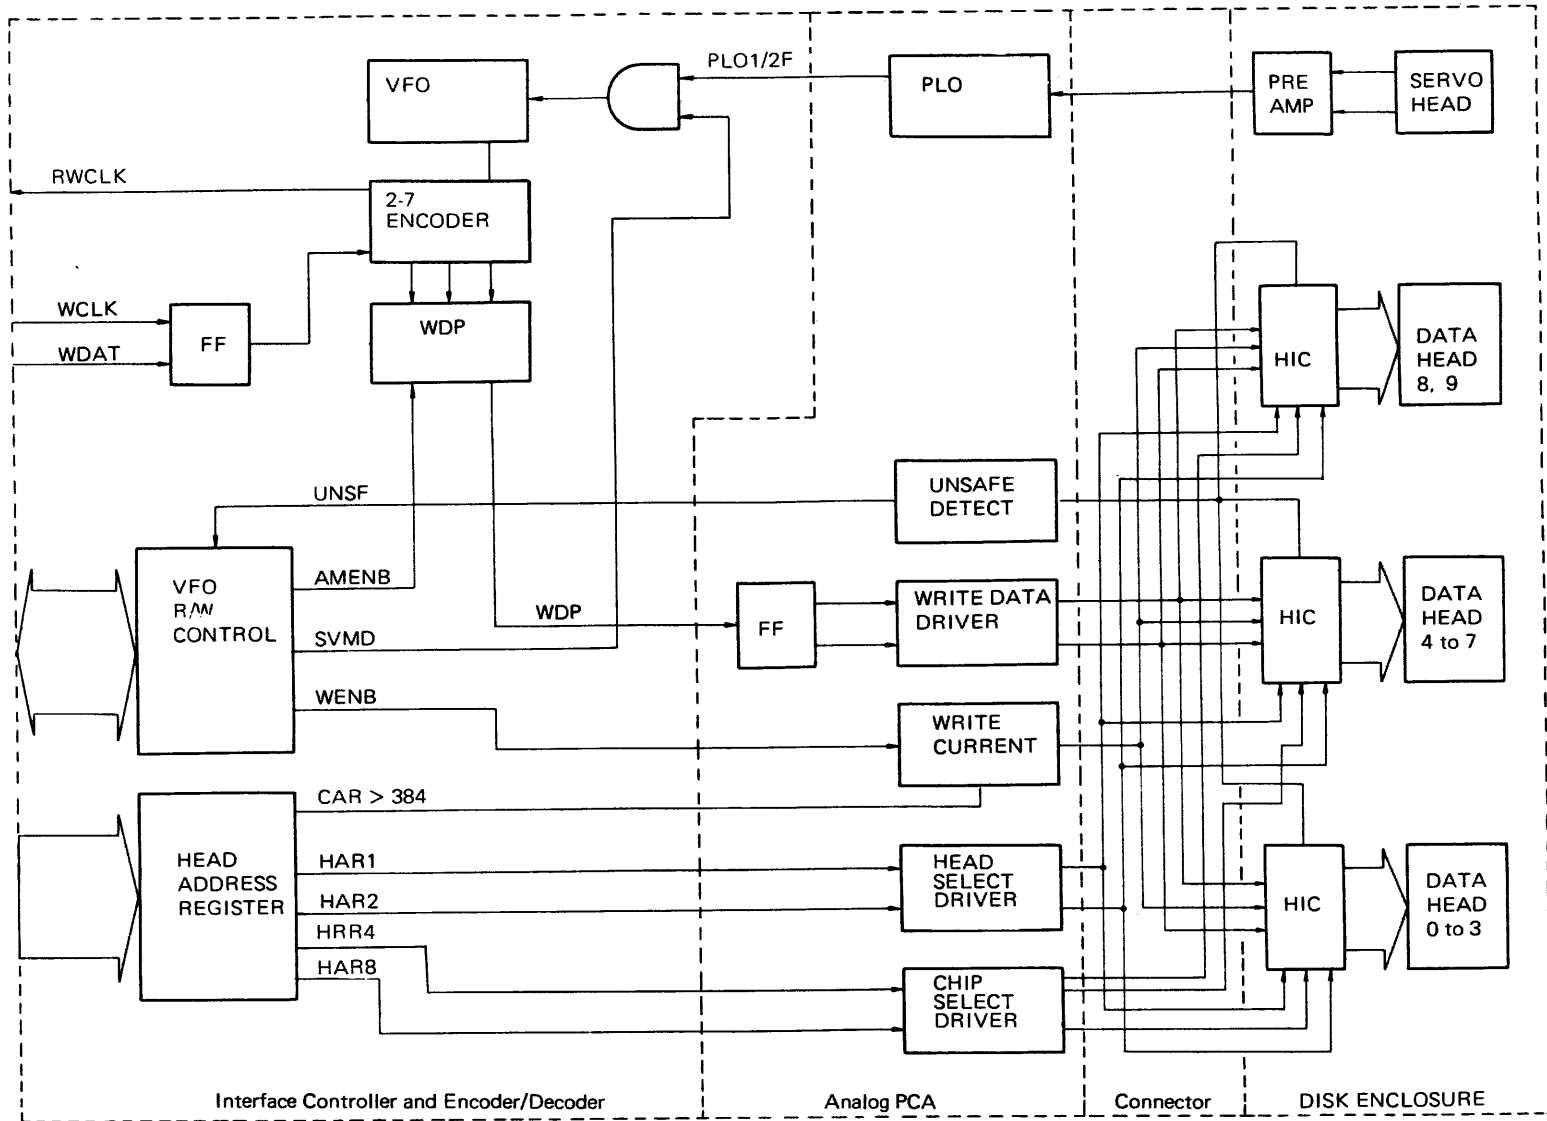 PLO1/2F
VFO
PLO
PRE
AMP
SERVO
HEAD
RWCLK
2-7
ENCODER
WCLK
FF
WDAT
WDP
HIC
DATA
HEAD
8, 9
UNSF
UNSAFE
DETECT
VFO
R/W
CONTROL
AMENB
SVMD
WENB
WDP
FF
WRITE DATA
DRIVER
HIC
DATA
HEAD
4 to 7
WRITE
CURRENT
CAR > 384
HEAD
ADDRESS
REGISTER
HAR1
HAR2
HRR4
HAR8
HEAD
SELECT
DRIVER
CHIP
SELECT
DRIVER
HIC
DATA
HEAD
0 to 3
Interface Controller and Encoder/Decoder
Analog PCA
Connector
DISK ENCLOSURE